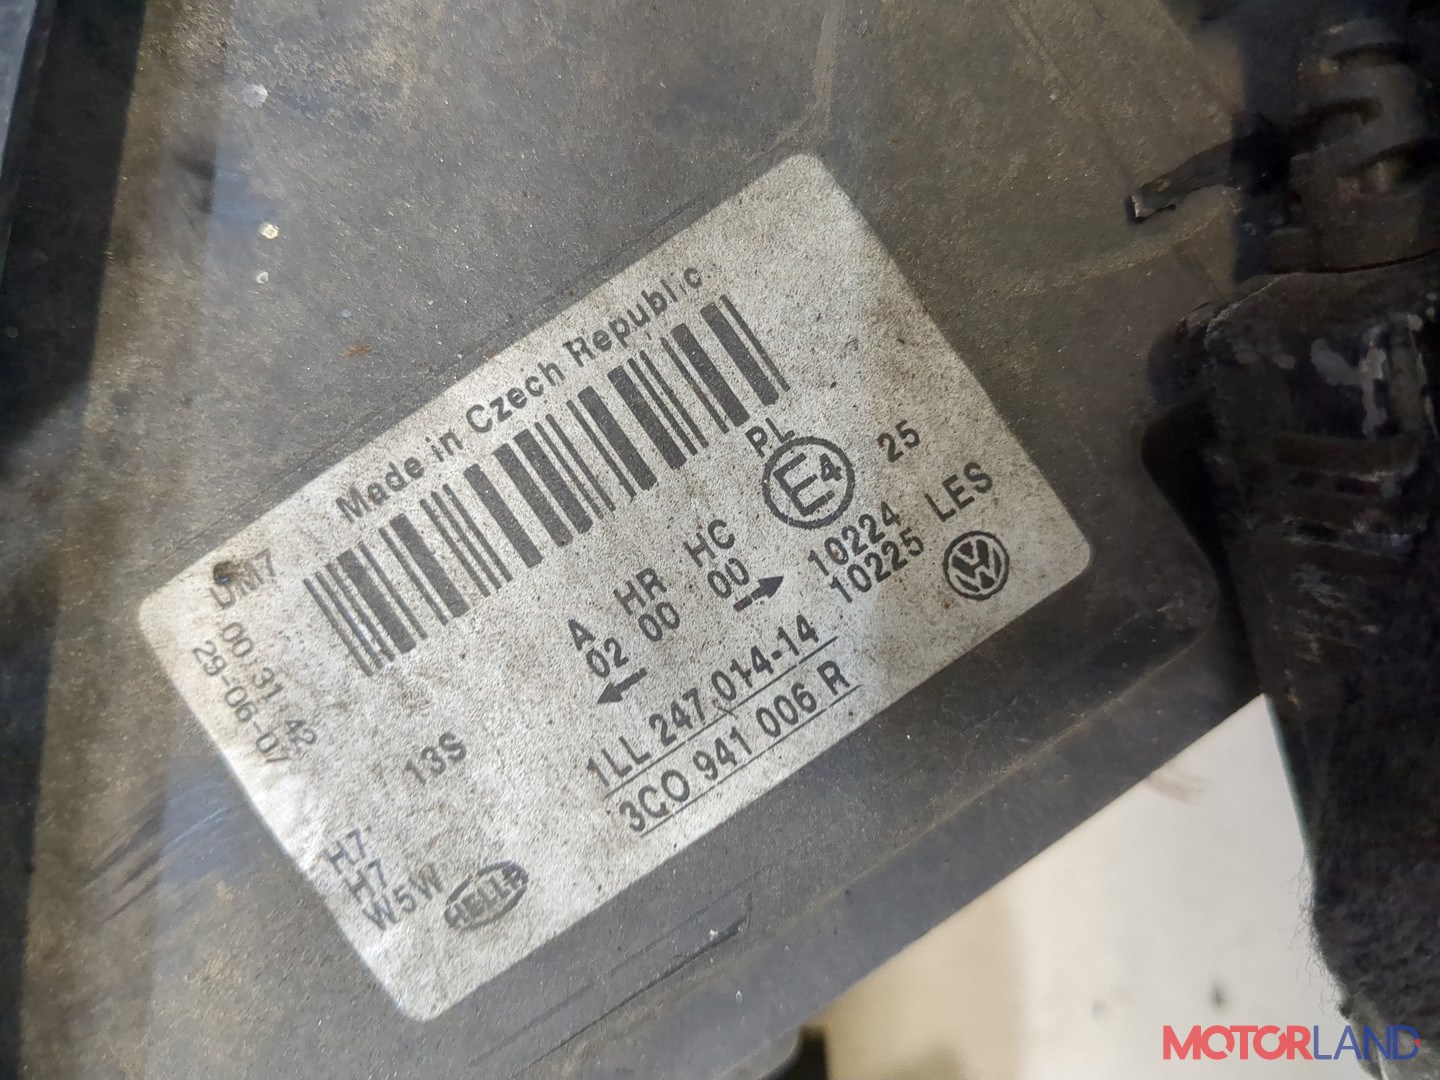 Made in Czech Republic
00:31:42
29-06-07
13S
PL
A HR HC
02 00 00
E4
25
10224
10225 LES
1LL 247 014-14
3C0 941 006 R
H7
H7
W5W
HELLA
VW
MOTORLAND